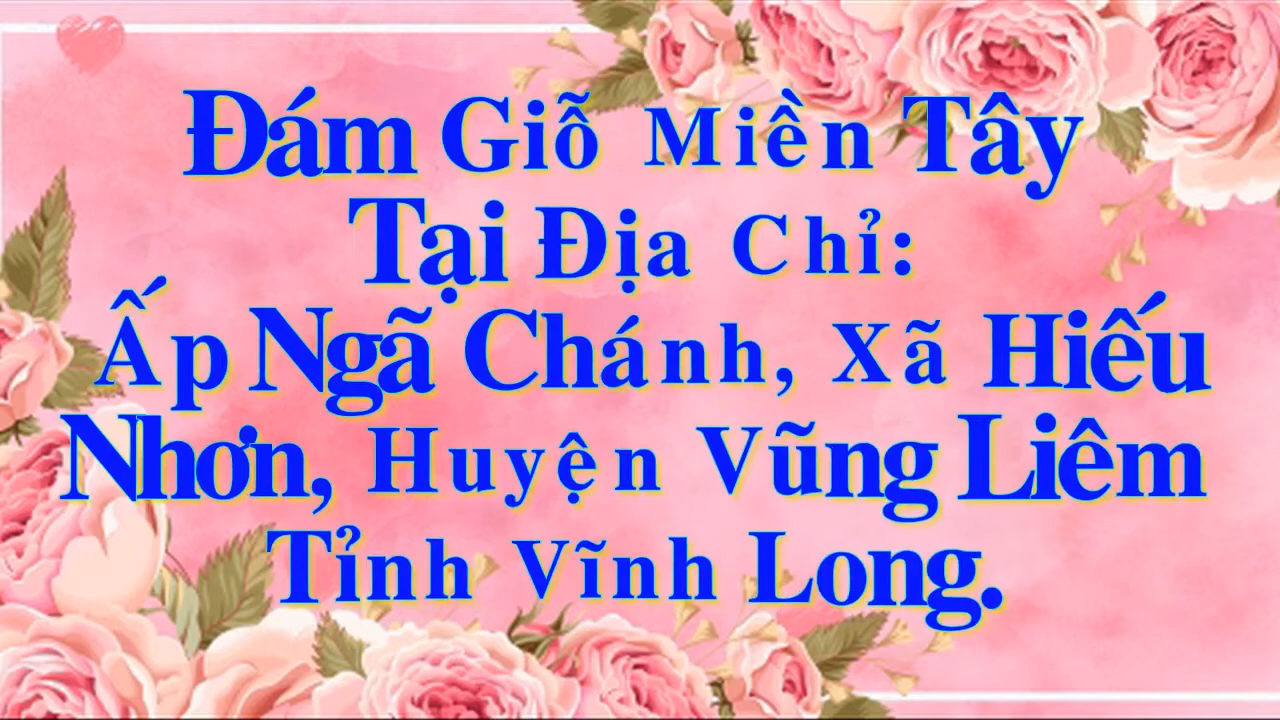 Đám Giỗ Miền Tây
Tại Địa Chỉ:
Ấp Ngã Chánh, Xã Hiếu
Nhơn, Huyện Vũng Liêm
Tỉnh Vĩnh Long.